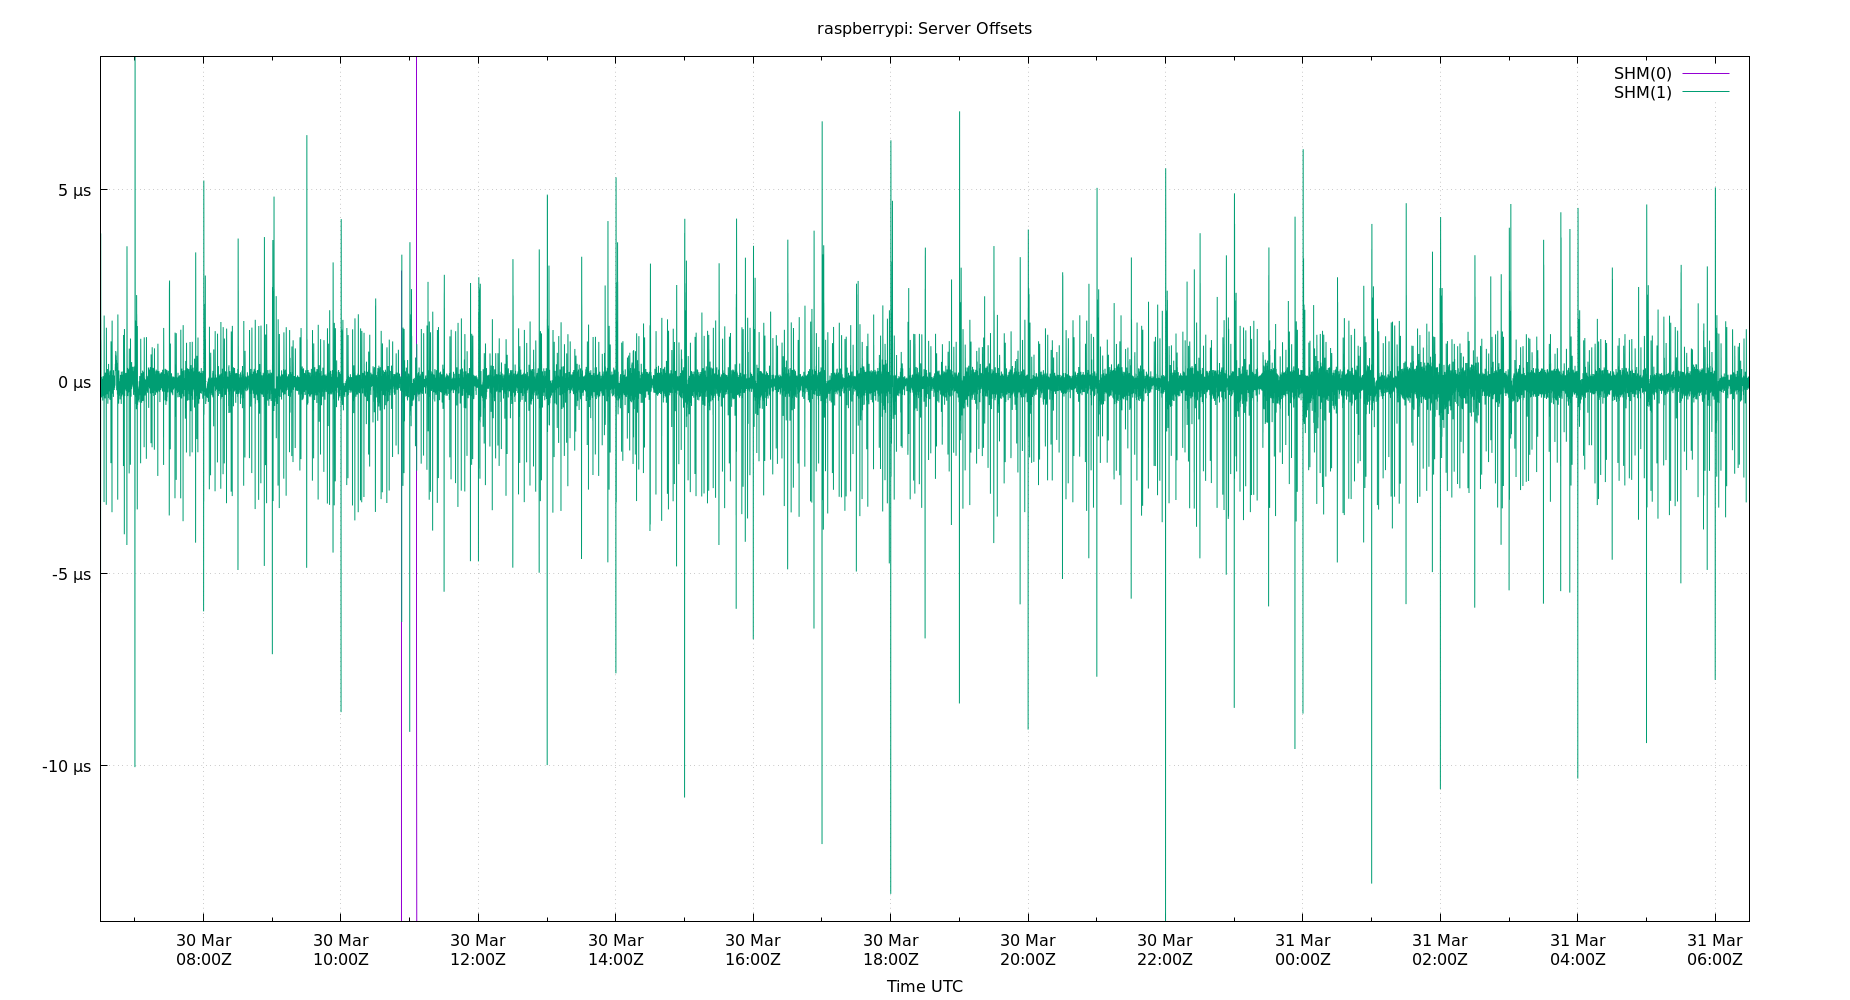 raspberrypi: Server Offsets
SHM(0)
SHM(1)
5 µs
0 µs
-5 µs
-10 µs
30 Mar 30 Mar 30 Mar 30 Mar 30 Mar 30 Mar 30 Mar 30 Mar 31 Mar 31 Mar 31 Mar 31 Mar
08:00Z 10:00Z 12:00Z 14:00Z 16:00Z 18:00Z 20:00Z 22:00Z 00:00Z 02:00Z 04:00Z 06:00Z
Time UTC